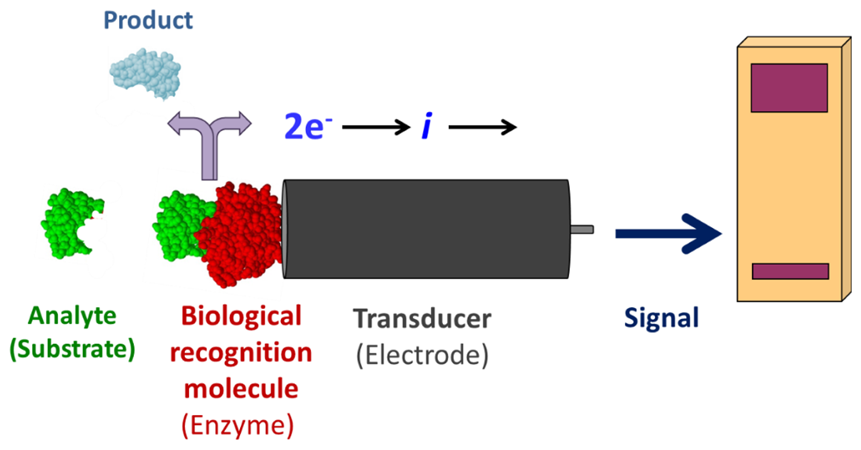 Product
2e- → i →
Analyte
(Substrate)
Biological
recognition
molecule
(Enzyme)
Transducer
(Electrode)
Signal